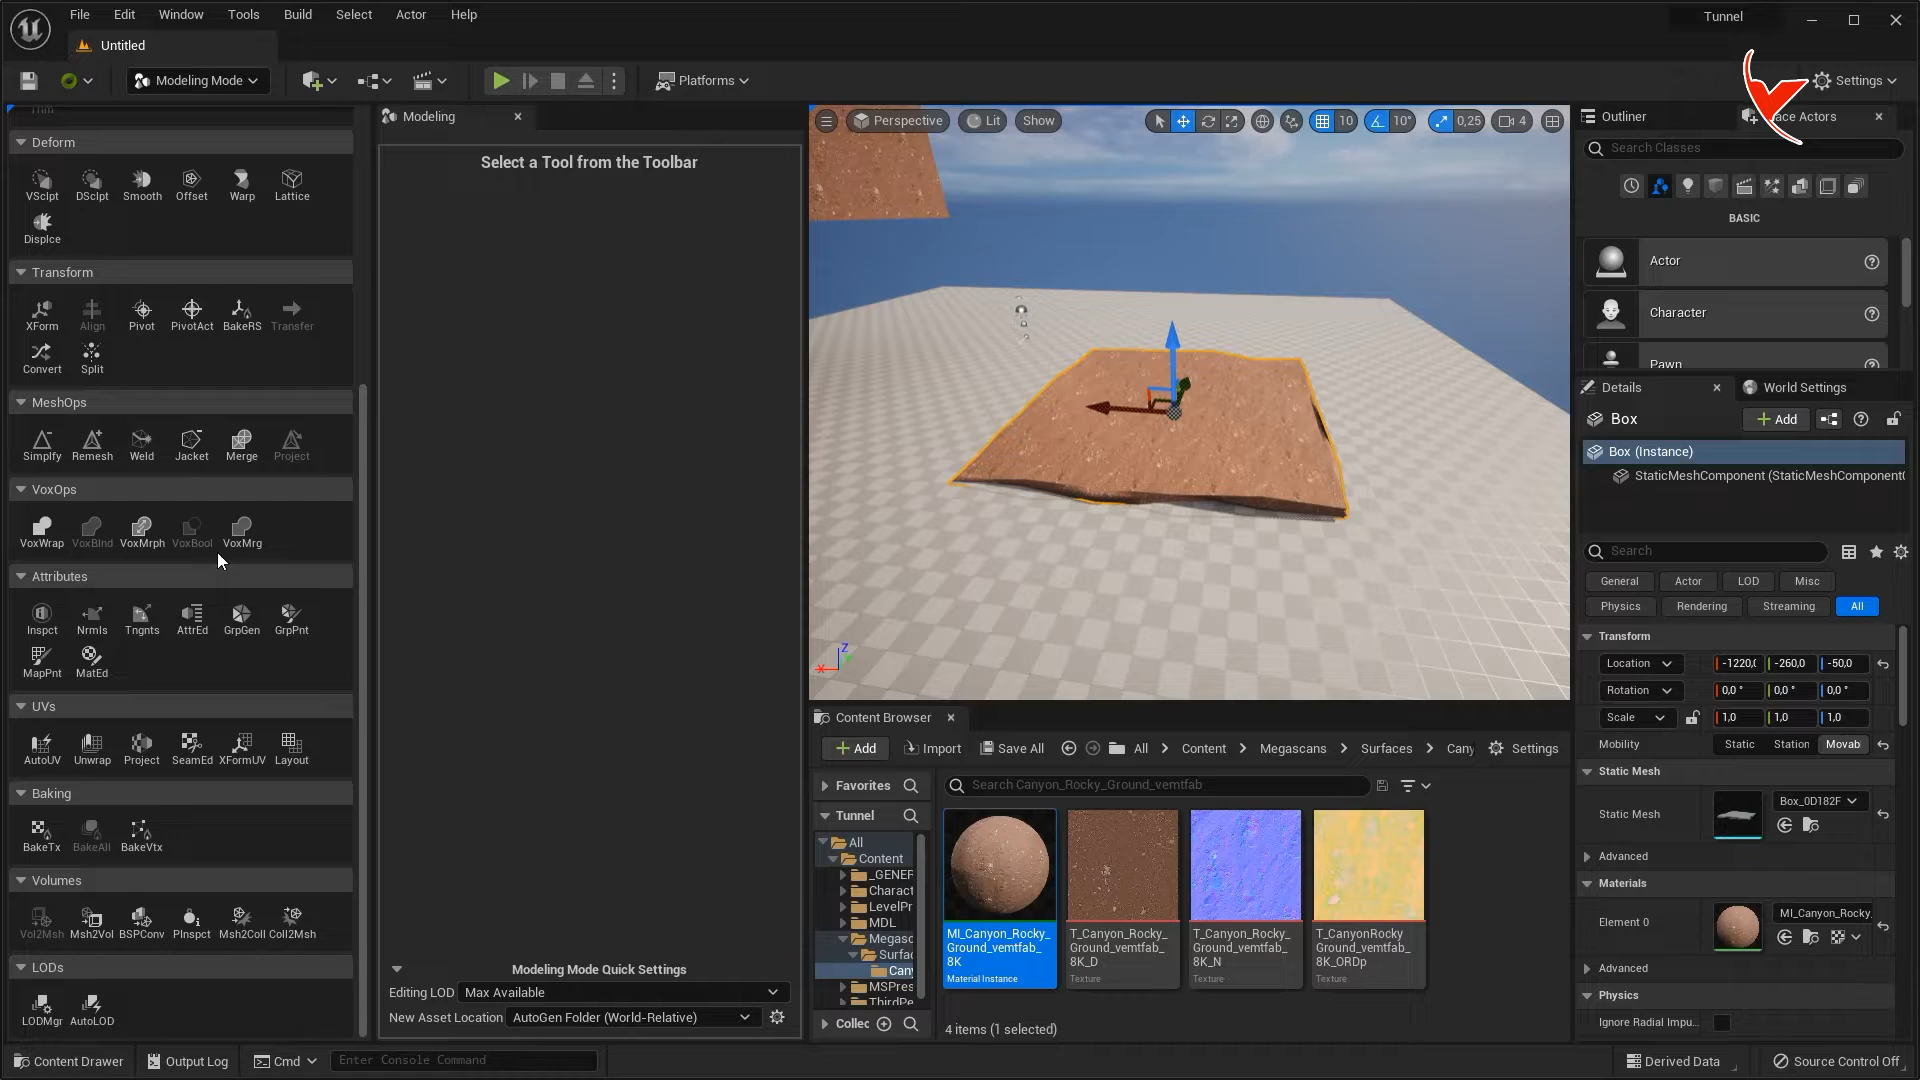 File Edit Window Tools Build Select Actor Help
Tunnel
Untitled
Modeling Mode
Platforms
Settings
Trim
Deform
VSclpt DSclpt Smooth Offset Warp Lattice
Displce
Transform
XForm Align Pivot PivotAct BakeRS Transfer
Convert Split
MeshOps
Simplfy Remesh Weld Jacket Merge Project
VoxOps
VoxWrap VoxBlnd VoxMrph VoxBool VoxMrg
Attributes
Inspct Nrmls Tngnts AttrEd GrpGen GrpPnt
MapPnt MatEd
UVs
AutoUV Unwrap Project SeamEd XFormUV Layout
Baking
BakeTx BakeAll BakeVtx
Volumes
Vol2Msh Msh2Vol BSPConv PInspct Msh2Coll Coll2Msh
LODs
LODMgr AutoLOD
Modeling
Select a Tool from the Toolbar
Modeling Mode Quick Settings
Editing LOD Max Available
New Asset Location AutoGen Folder (World-Relative)
Perspective Lit Show 10 10° 0,25 4
Z
X
Content Browser
Add Import Save All All Content Megascans Surfaces Cany Settings
Favorites
Search Canyon_Rocky_Ground_vemtfab
Tunnel
All
Content
_GENER
Charact
LevelPr
MDL
Megasc
Surfac
Cany
MSPres
ThirdPe
Collec
MI_Canyon_Rocky_
Ground_vemtfab_
8K
Material Instance
T_Canyon_Rocky_
Ground_vemtfab_
8K_D
Texture
T_Canyon_Rocky_
Ground_vemtfab_
8K_N
Texture
T_CanyonRocky
Ground_vemtfab_
8K_ORDp
Texture
4 items (1 selected)
Outliner
ace Actors
Search Classes
BASIC
Actor
Character
Pawn
Details
World Settings
Box
Add
Box (Instance)
StaticMeshComponent (StaticMeshComponent(
Search
General Actor LOD Misc
Physics Rendering Streaming All
Transform
Location -1220,( -260,0 -50,0
Rotation 0,0 ° 0,0 ° 0,0 °
Scale 1,0 1,0 1,0
Mobility Static Station Movab
Static Mesh
Static Mesh Box_0D182F
Advanced
Materials
Element 0 MI_Canyon_Rocky_
Advanced
Physics
Ignore Radial Impu...
Content Drawer Output Log Cmd Enter Console Command
Derived Data Source Control Off